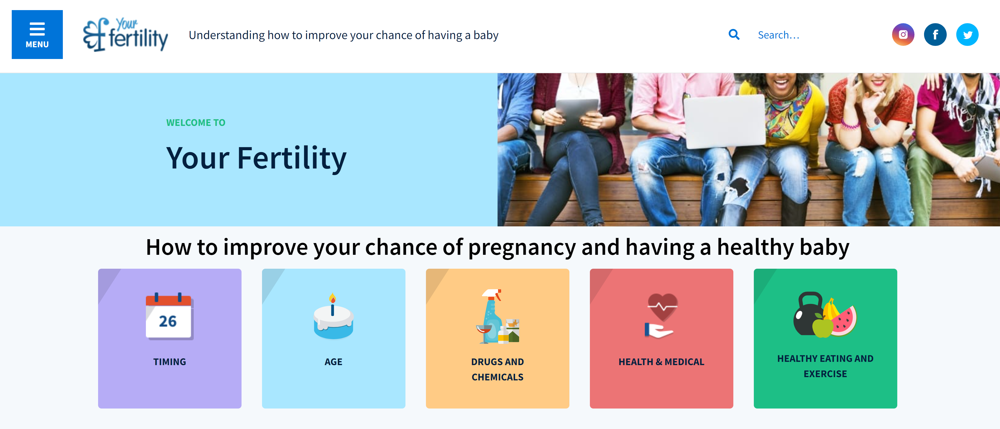 MENU
Your
fertility
Understanding how to improve your chance of having a baby
Search...
WELCOME TO
Your Fertility
How to improve your chance of pregnancy and having a healthy baby
26
TIMING
AGE
DRUGS AND
CHEMICALS
HEALTH & MEDICAL
HEALTHY EATING AND
EXERCISE